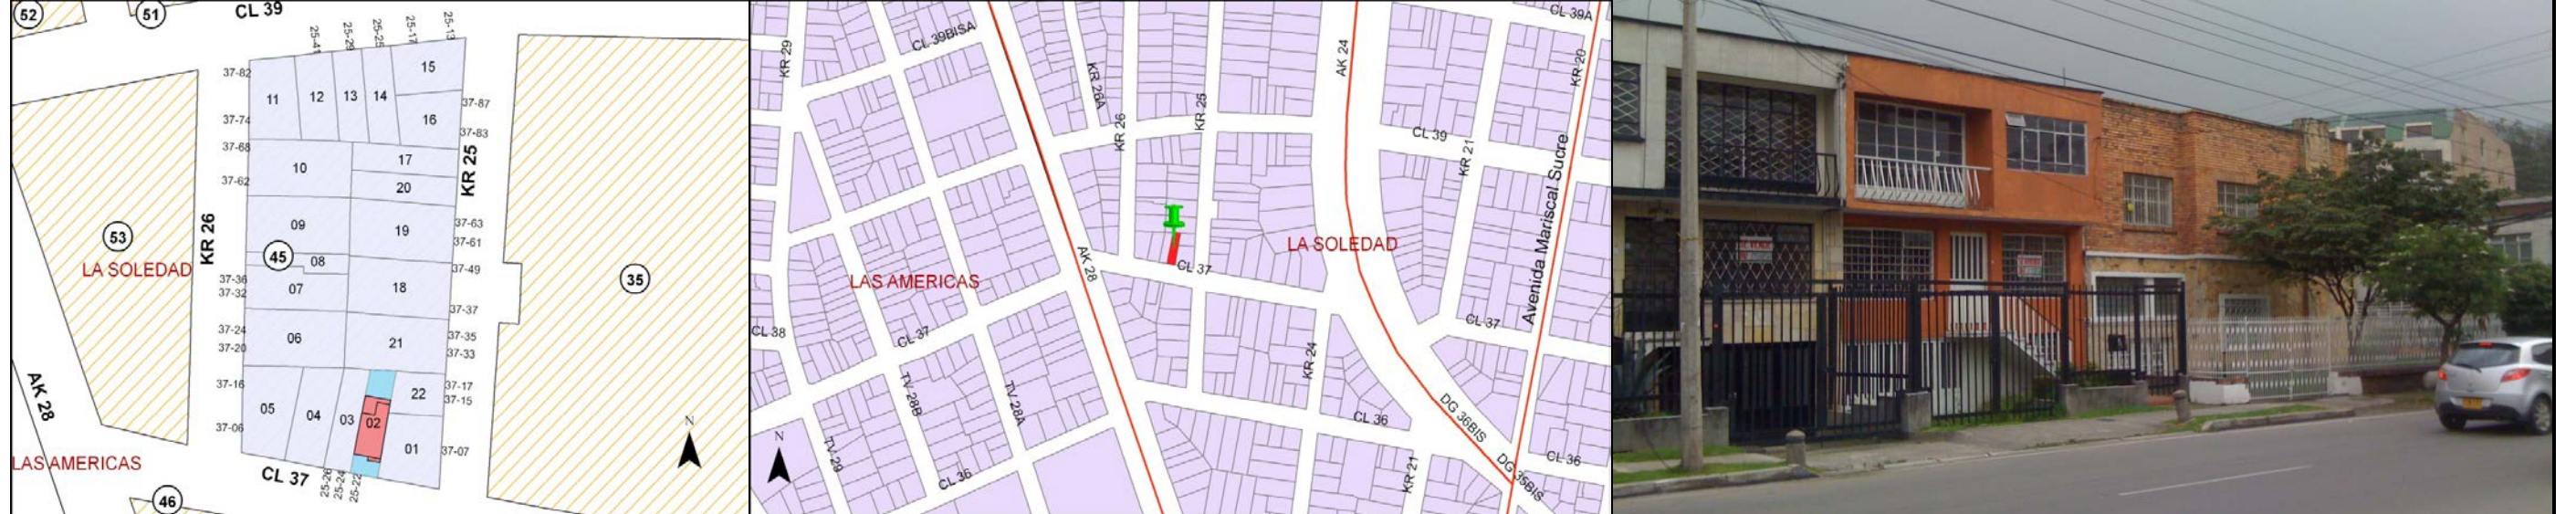 52
51
CL 39
25-41
25-29
25-25
25-17
25-13
37-82
15
11
12
13
14
37-87
37-74
16
37-83
37-68
17
KR 25
10
37-62
20
53
KR 26
09
19
37-63
37-61
45
08
LA SOLEDAD
37-49
37-36
37-32
07
18
35
37-37
37-24
37-20
06
21
37-35
37-33
AK 28
37-16
22
37-17
37-15
05
04
03
02
37-06
01
37-07
N
LAS AMERICAS
CL 37
25-26
25-24
25-22
46
KR 29
CL 39BISA
KR 26A
AK 24
CL 39A
KR 20
KR 26
KR 25
CL 39
KR 21
Avenida Mariscal Sucre
LA SOLEDAD
AK 28
CL 37
LAS AMERICAS
CL 38
CL 37
CL 37
KR 24
TV 28B
TV 28A
DG 36BIS
CL 36
N
TV 29
CL 36
KR 21
CL 36
DG 36BIS
SE VENDE